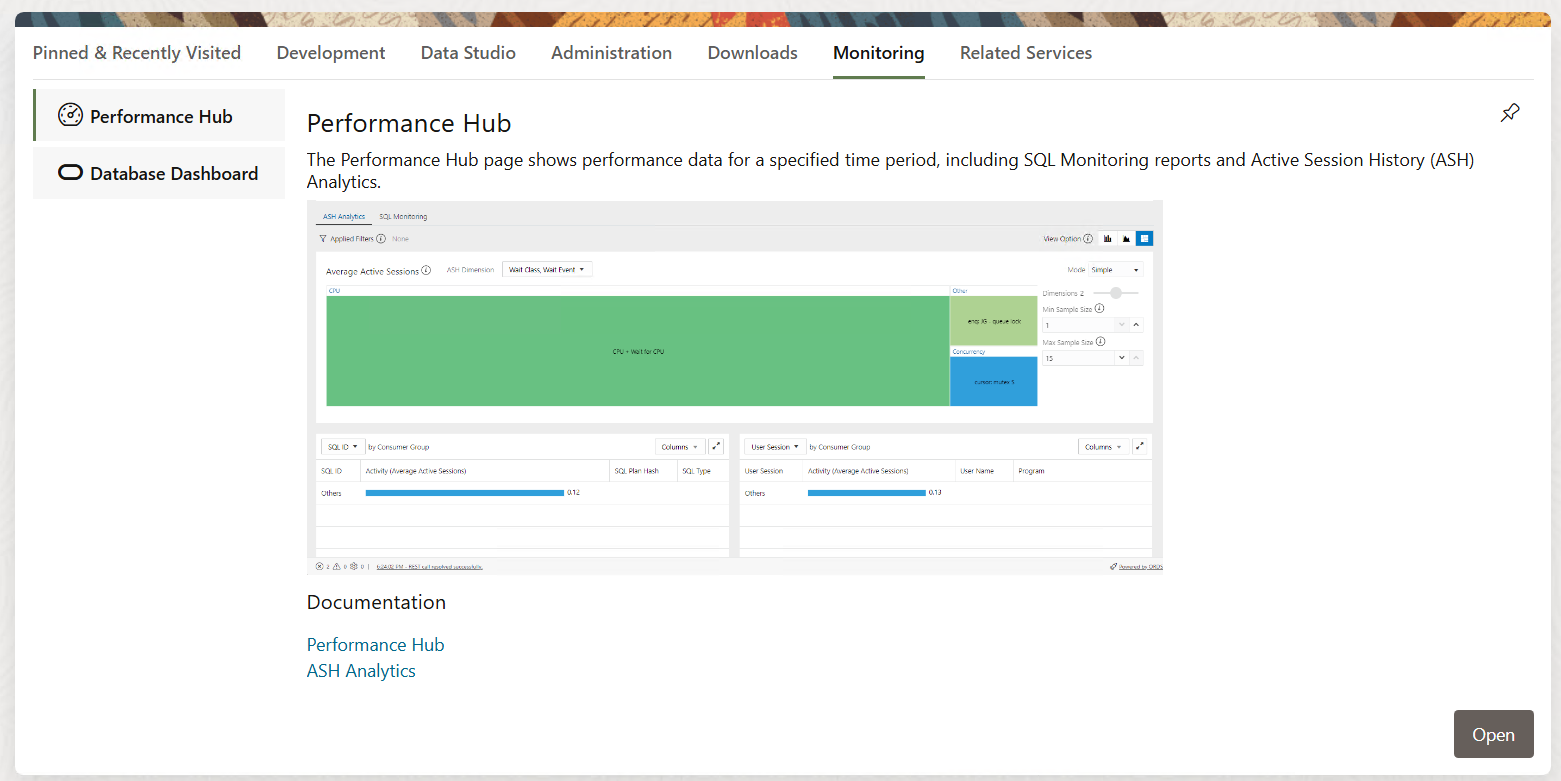 Pinned & Recently Visited Development Data Studio Administration Downloads Monitoring Related Services
Performance Hub
Database Dashboard
Performance Hub
The Performance Hub page shows performance data for a specified time period, including SQL Monitoring reports and Active Session History (ASH)
Analytics.
ASH Analytics SQL Monitoring
Applied Filters None
View Option
Average Active Sessions ASH Dimension Wait Class, Wait Event
Mode Simple
CPU
CPU + Wait for CPU
Other
enq: JG - queue lock
Concurrency
cursor: mutex S
Dimensions 2
Min Sample Size
1
Max Sample Size
15
SQL ID by Consumer Group Columns
SQL ID Activity (Average Active Sessions) SQL Plan Hash SQL Type
Others 0.12
User Session by Consumer Group Columns
User Session Activity (Average Active Sessions) User Name Program
Others 0.13
2 0 0 | 6:24:02 PM - REST call resolved successfully.
Powered by ORDS
Documentation
Performance Hub
ASH Analytics
Open